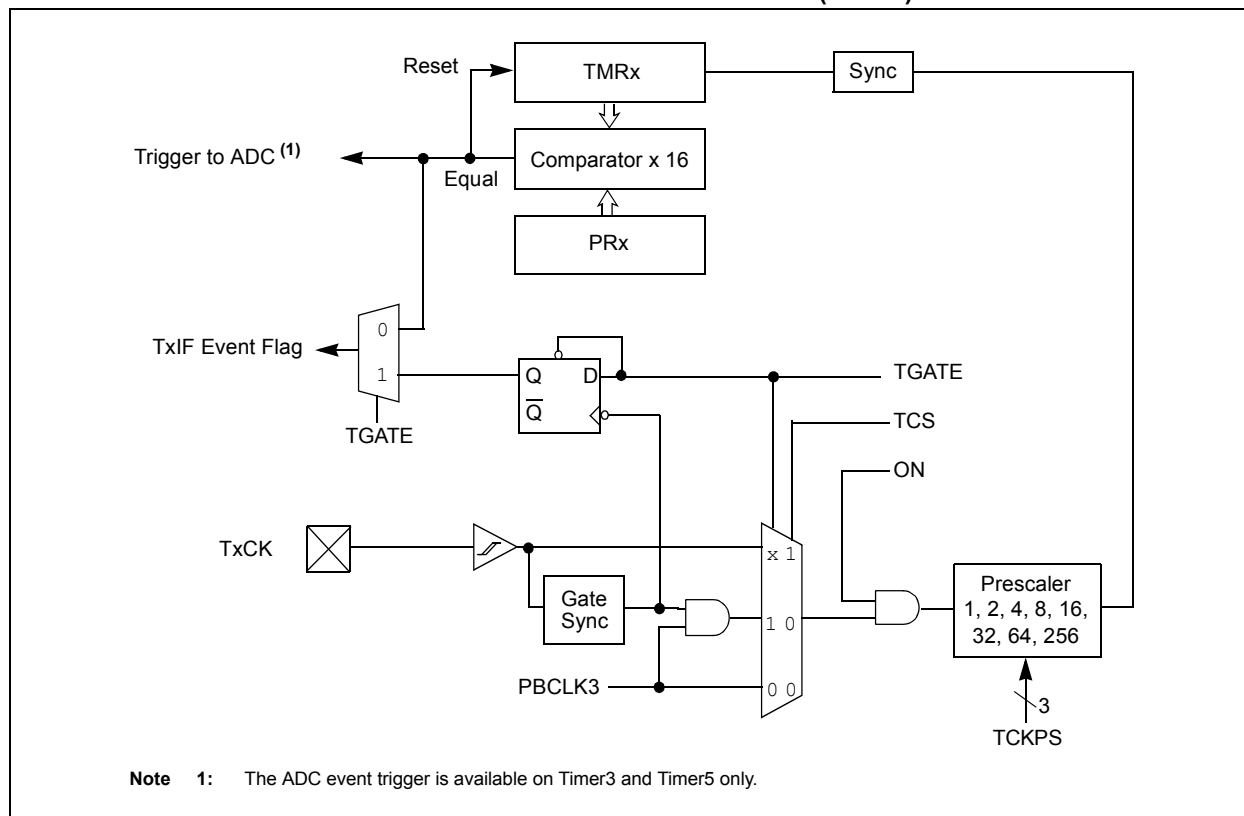 Reset
TMRx
Sync
Trigger to ADC (1)
Equal
Comparator x 16
PRx
TxIF Event Flag
0
1
TGATE
Q D
Q
TGATE
TCS
ON
TxCK
x 1
Gate
Sync
1 0
PBCLK3
0 0
Prescaler
1, 2, 4, 8, 16,
32, 64, 256
3
TCKPS
Note 1: The ADC event trigger is available on Timer3 and Timer5 only.